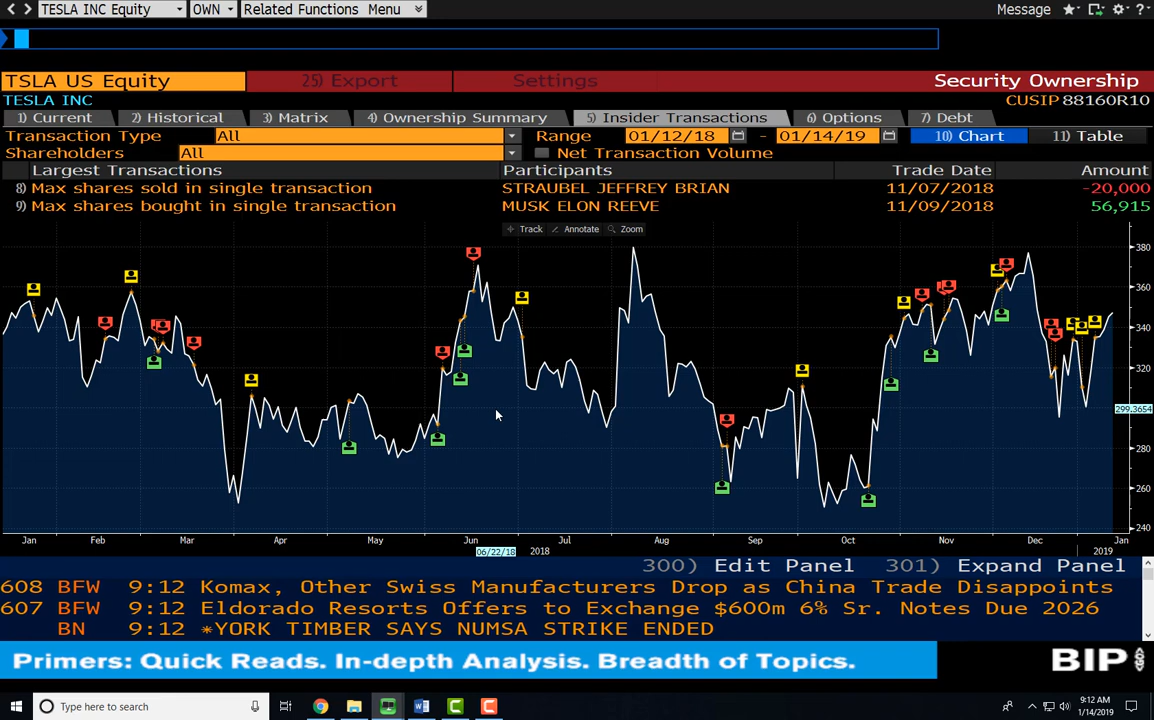 TESLA INC Equity OWN Related Functions Menu Message
TSLA US Equity 25) Export Settings Security Ownership
TESLA INC CUSIP 88160R10
1) Current 2) Historical 3) Matrix 4) Ownership Summary 5) Insider Transactions 6) Options 7) Debt
Transaction Type All Range 01/12/18 - 01/14/19 10) Chart 11) Table
Shareholders All Net Transaction Volume
Largest Transactions Participants Trade Date Amount
8) Max shares sold in single transaction STRAUBEL JEFFREY BRIAN 11/07/2018 -20,000
9) Max shares bought in single transaction MUSK ELON REEVE 11/09/2018 56,915
Track Annotate Zoom
380
360
340
320
299.3654
280
260
240
Jan Feb Mar Apr May Jun Jul Aug Sep Oct Nov Dec Jan
06/22/18 2018 2019
300) Edit Panel 301) Expand Panel
608 BFW 9:12 Komax, Other Swiss Manufacturers Drop as China Trade Disappoints
607 BFW 9:12 Eldorado Resorts Offers to Exchange $600m 6% Sr. Notes Due 2026
BN 9:12 *YORK TIMBER SAYS NUMSA STRIKE ENDED
Primers: Quick Reads. In-depth Analysis. Breadth of Topics. BIP
Type here to search
9:12 AM
1/14/2019